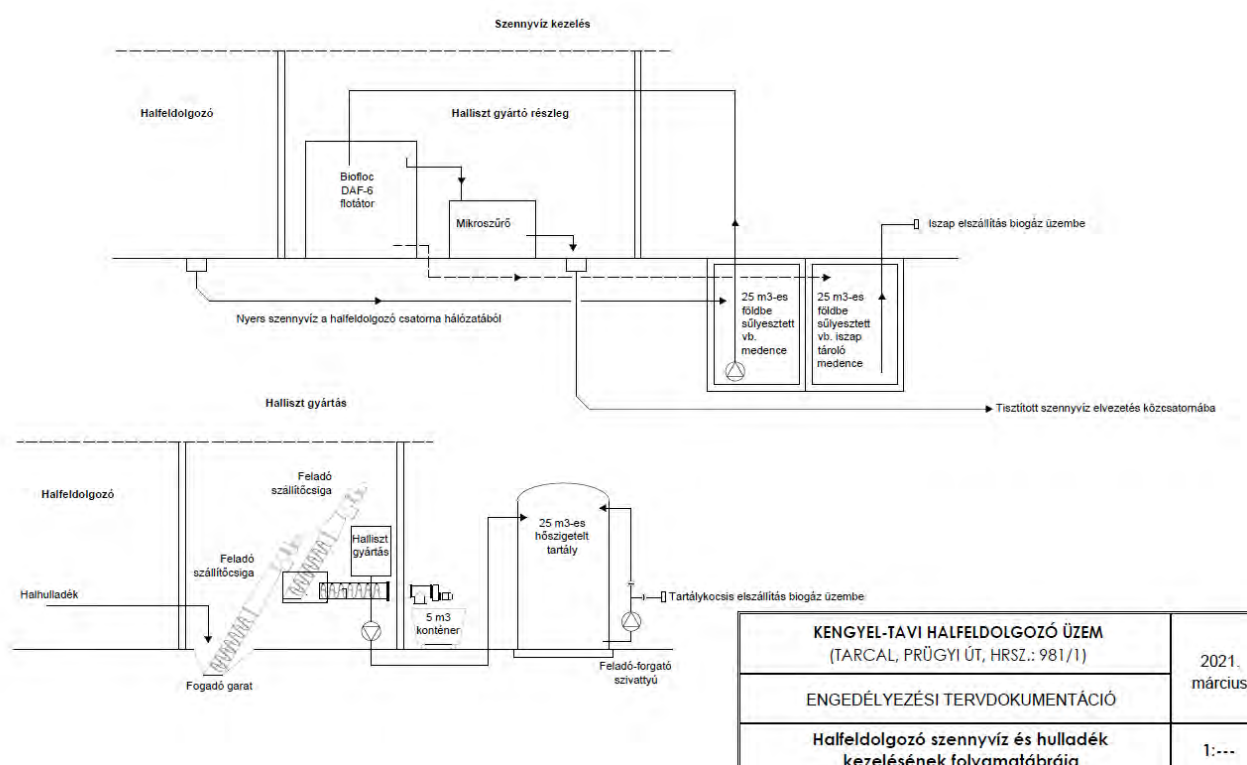 Szennyvíz kezelés
Halfeldolgozó
Halliszt gyártó részleg
Biofloc
DAF-6
flotátor
Mikroszűrő
Iszap elszállítás biogáz üzembe
25 m3-es
földbe
sűlyesztett
vb.
medence
25 m3-es
földbe
sűlyesztett
vb. iszap
tároló
medence
Nyers szennyvíz a halfeldolgozó csatorna hálózatából
Tisztított szennyvíz elvezetés közcsatornába
Halliszt gyártás
Halfeldolgozó
Feladó
szállítócsiga
Feladó
szállítócsiga
Halliszt
gyártás
25 m3-es
hőszigetelt
tartály
Halhulladék
5 m3
konténer
Tartálykocsis elszállítás biogáz üzembe
Fogadó garat
Feladó-forgató
szivattyú
KENGYEL-TAVI HALFELDOLGOZÓ ÜZEM
(TARCAL, PRÜGYI ÚT, HRSZ.: 981/1)
2021.
március
ENGEDÉLYEZÉSI TERVDOKUMENTÁCIÓ
Halfeldolgozó szennyvíz és hulladék
kezelésének folyamatábrája
1:---